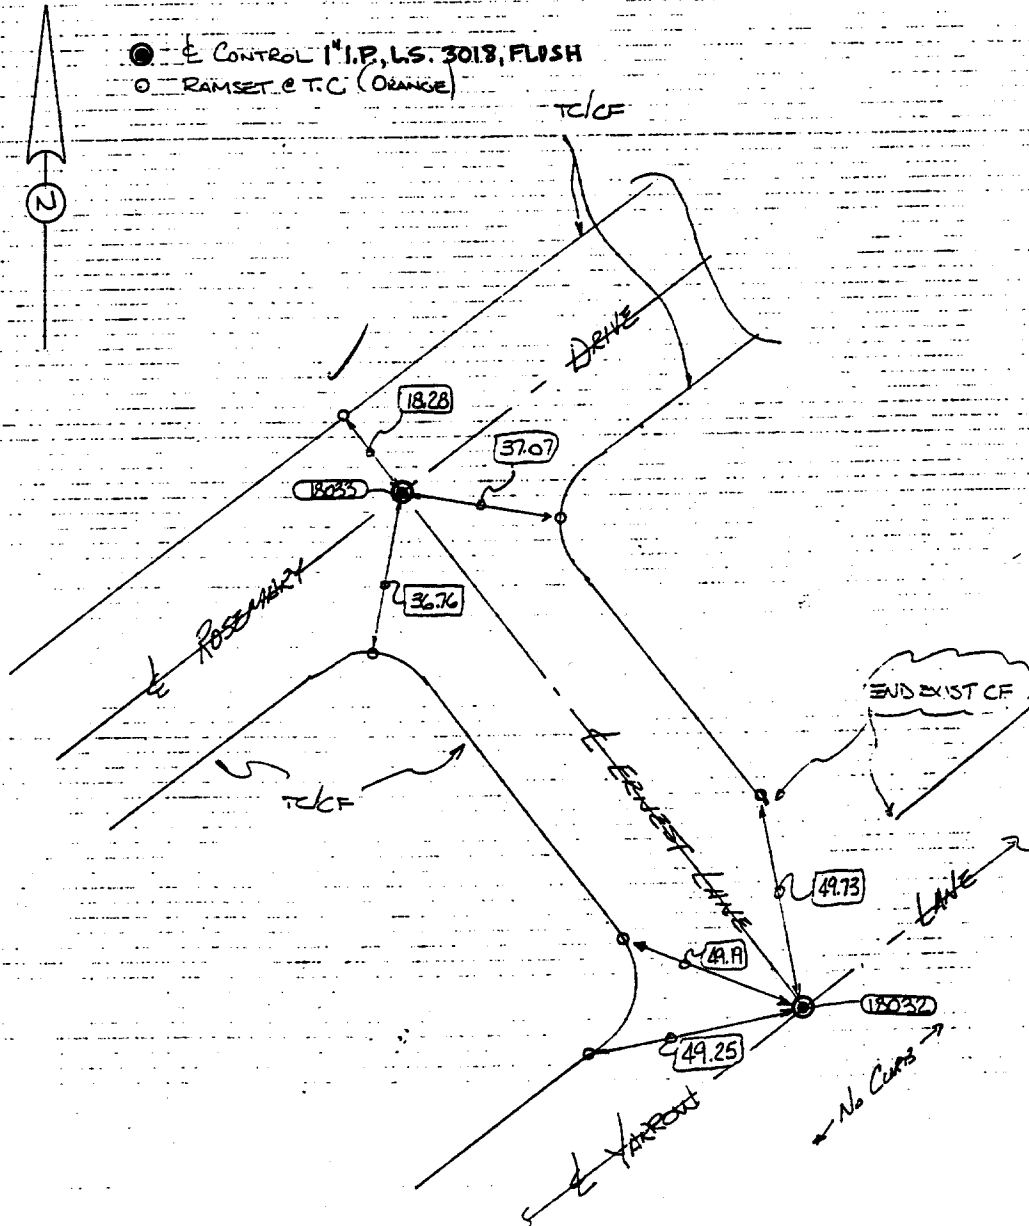 ℄ CONTROL 1" I.P., L.S. 3018, FLUSH
RAMSET @ T.C. (ORANGE)
TC/CF
N
DRIVE
18.28
37.07
18033
36.76
℄ ROSEMARY
END EXIST CF
TC/CF
℄ ERNEST LANE
49.73
LANE
49.19
18032
49.25
No CURB
℄ YARROW